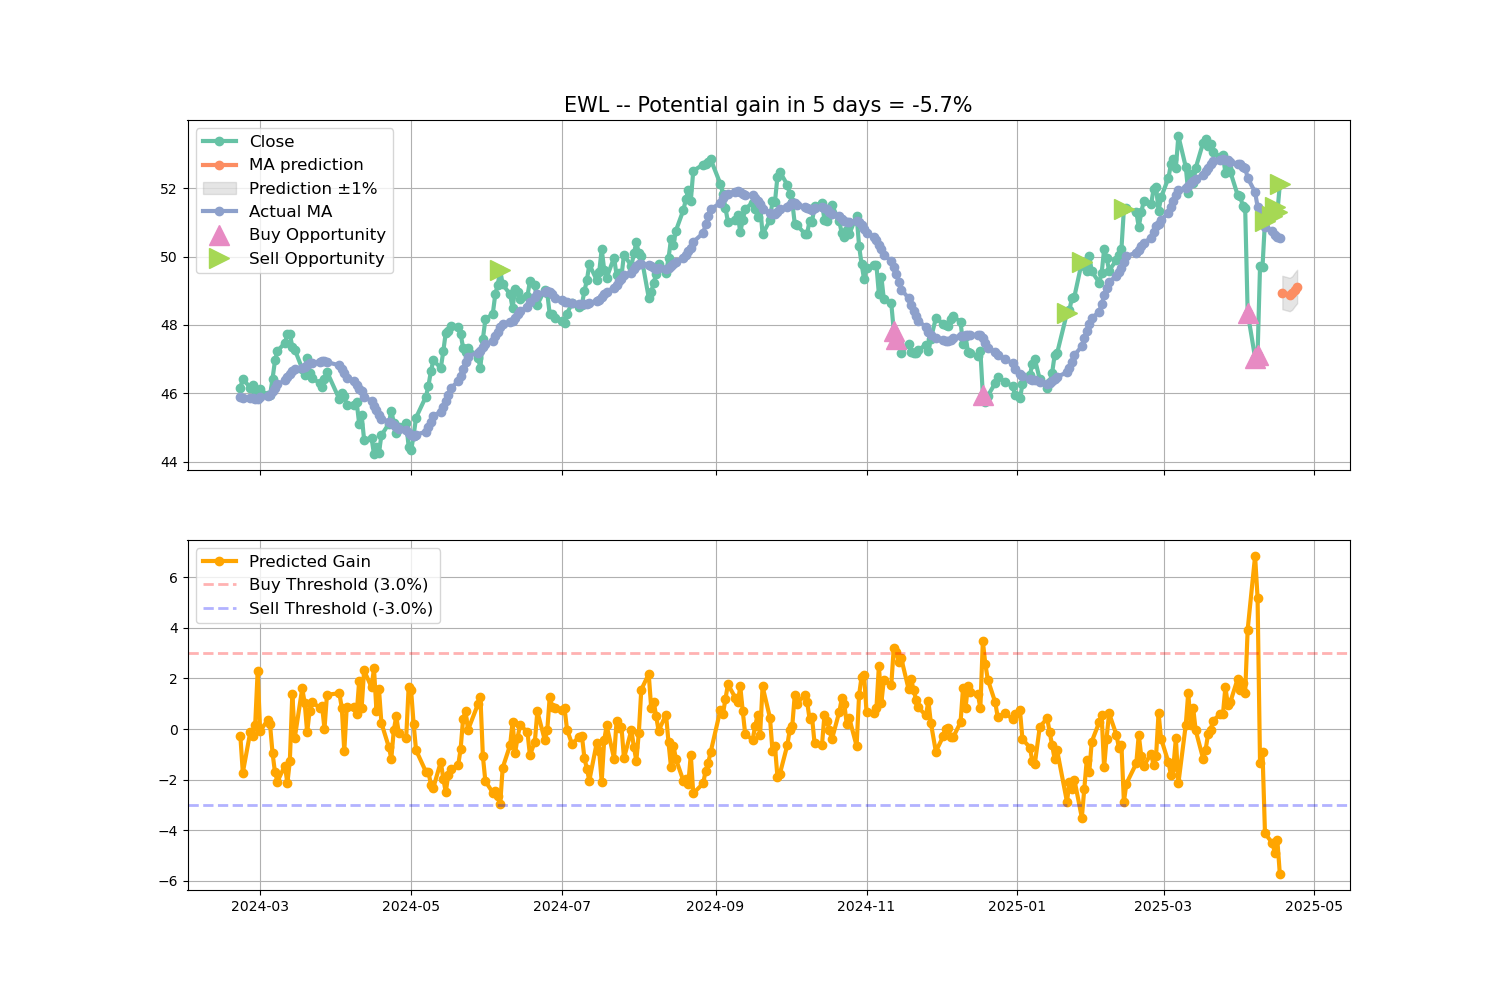 EWL -- Potential gain in 5 days = -5.7%
Close
MA prediction
Prediction ±1%
Actual MA
Buy Opportunity
Sell Opportunity
52
50
48
46
44
Predicted Gain
Buy Threshold (3.0%)
Sell Threshold (-3.0%)
6
4
2
0
−2
−4
−6
2024-03 2024-05 2024-07 2024-09 2024-11 2025-01 2025-03 2025-05